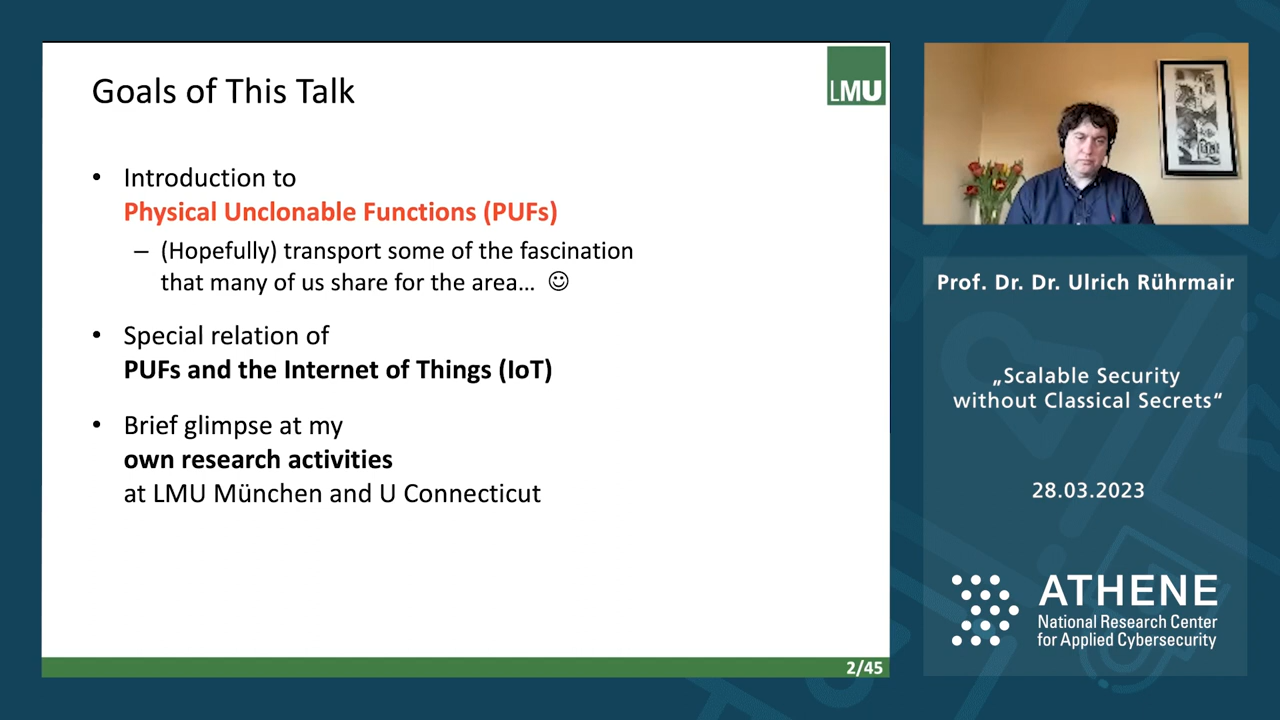 Goals of This Talk
LMU
• Introduction to
Physical Unclonable Functions (PUFs)
– (Hopefully) transport some of the fascination
that many of us share for the area… ☺
• Special relation of
PUFs and the Internet of Things (IoT)
• Brief glimpse at my
own research activities
at LMU München and U Connecticut
2/45
Prof. Dr. Dr. Ulrich Rührmair
„Scalable Security
without Classical Secrets“
28.03.2023
ATHENE
National Research Center
for Applied Cybersecurity